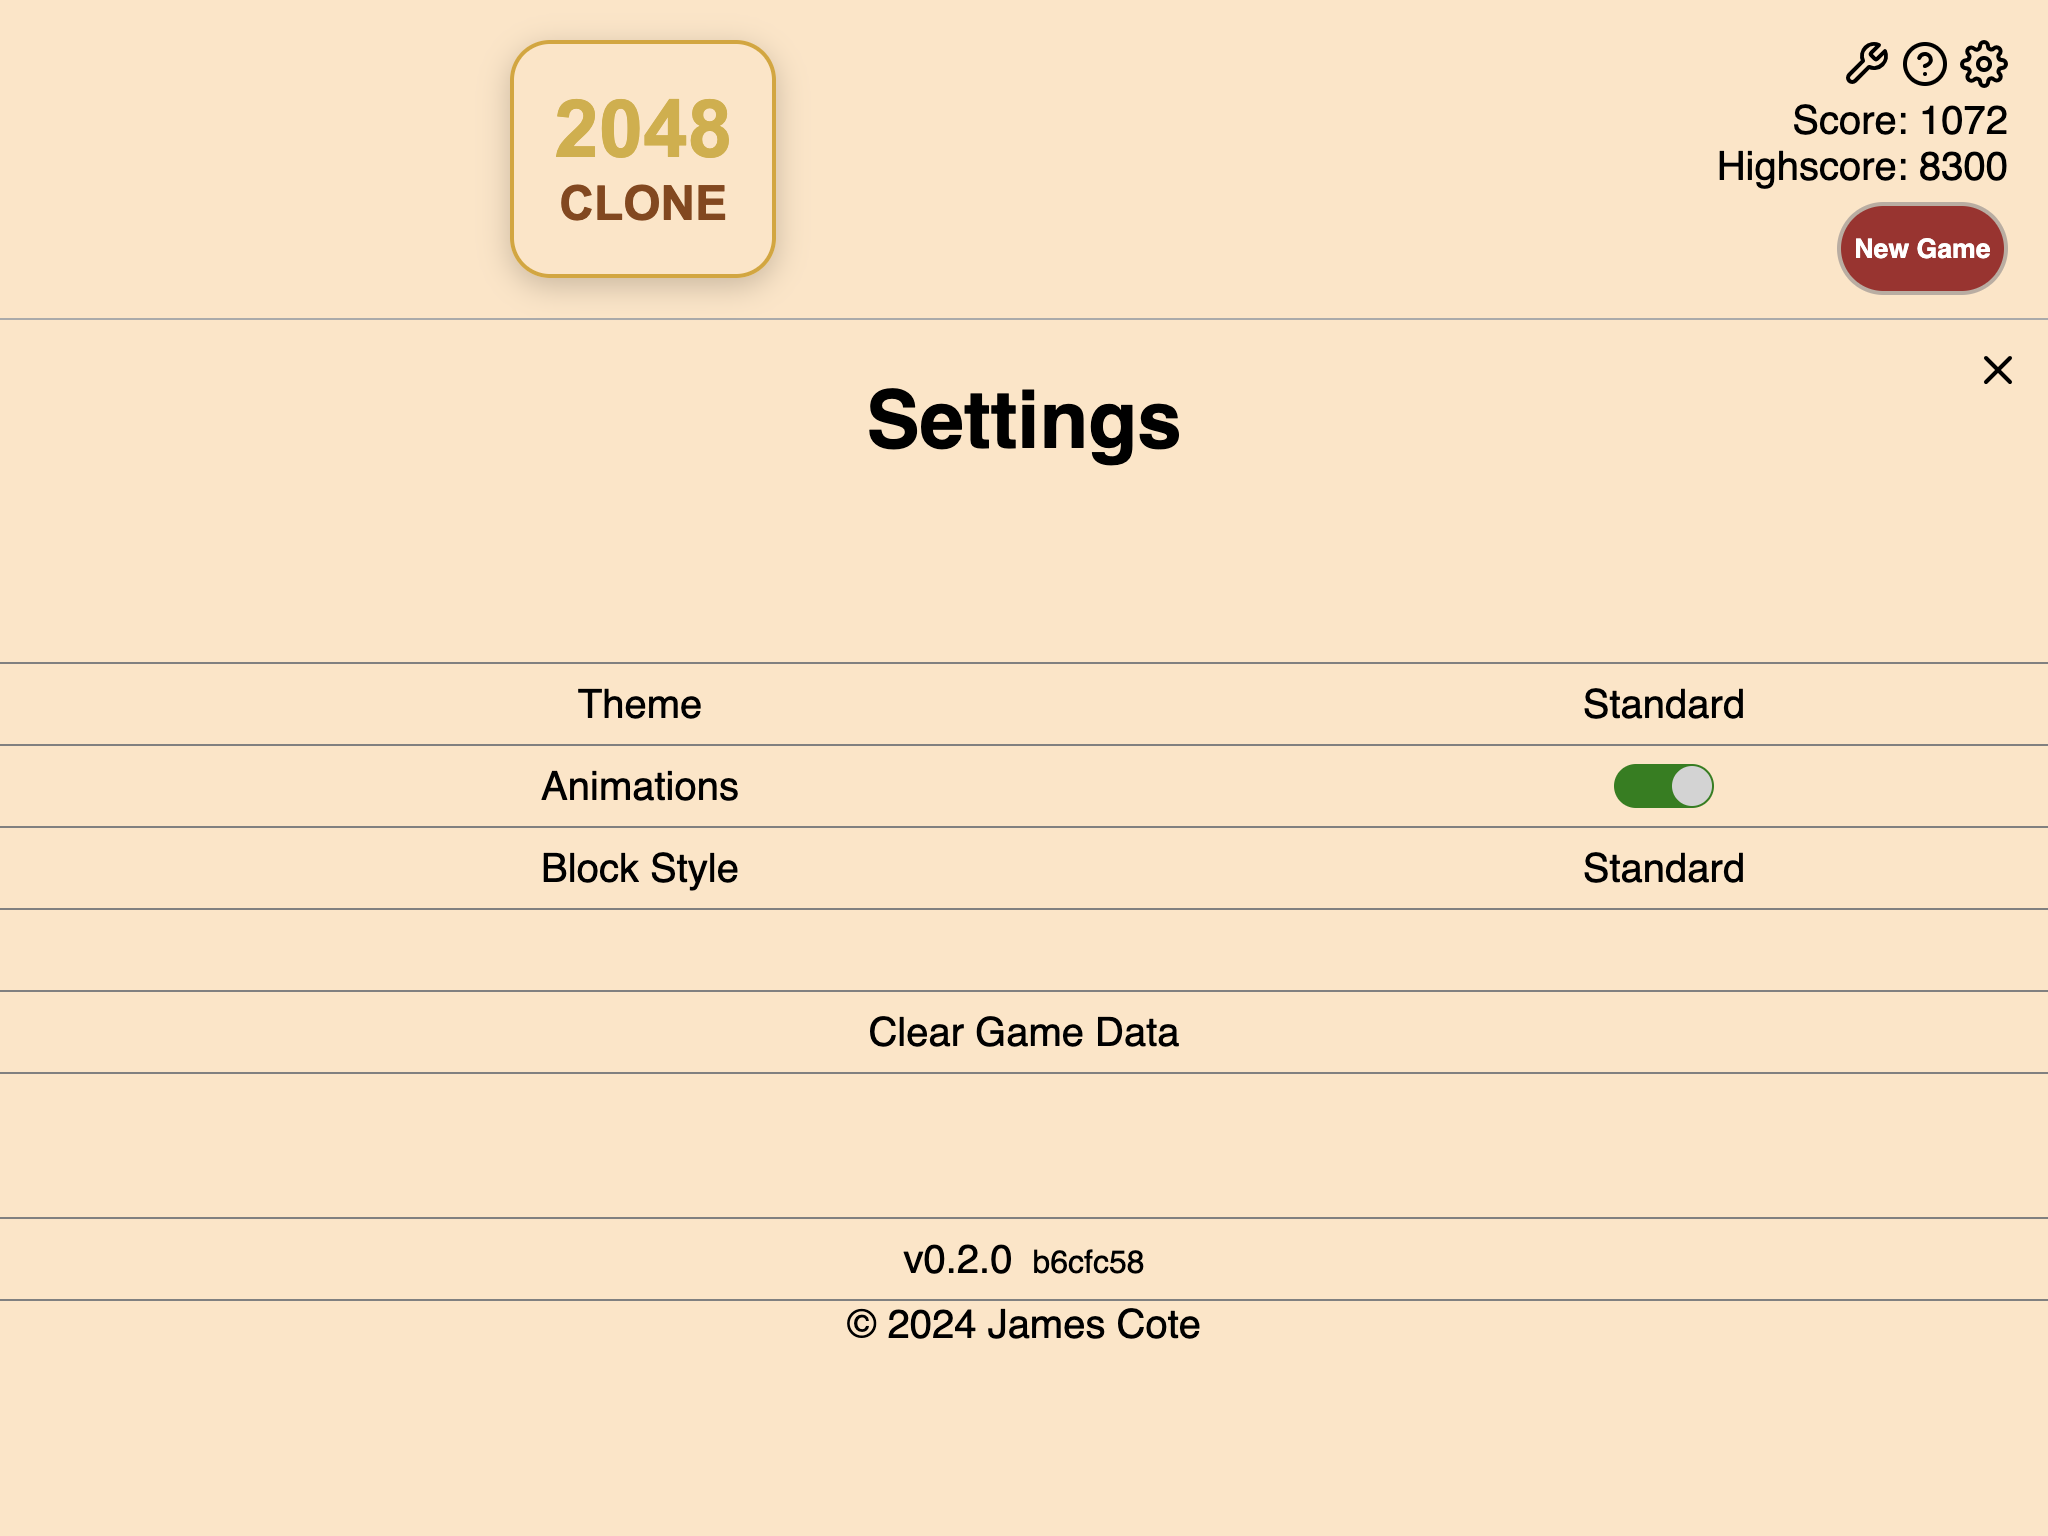 2048
CLONE
Score: 1072
Highscore: 8300
New Game
Settings
Theme Standard
Animations
Block Style Standard
Clear Game Data
v0.2.0 b6cfc58
© 2024 James Cote